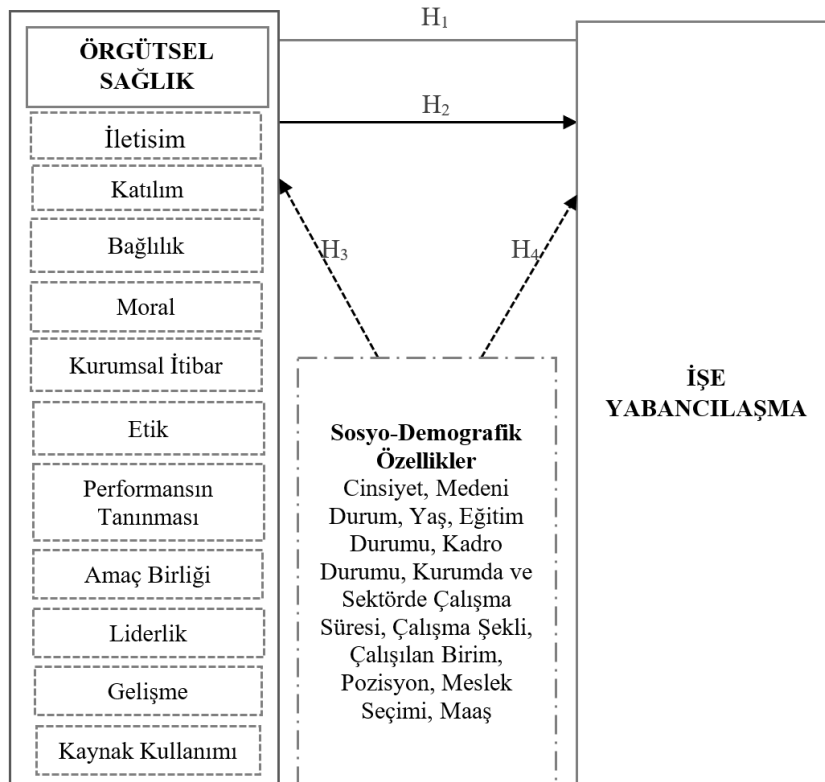 ÖRGÜTSEL
SAĞLIK
İletisim
Katılım
Bağlılık
Moral
Kurumsal İtibar
Etik
Performansın
Tanınması
Amaç Birliği
Liderlik
Gelişme
Kaynak Kullanımı
H₁
H₂
H₃
H₄
Sosyo-Demografik
Özellikler
Cinsiyet, Medeni
Durum, Yaş, Eğitim
Durumu, Kadro
Durumu, Kurumda ve
Sektörde Çalışma
Süresi, Çalışma Şekli,
Çalışılan Birim,
Pozisyon, Meslek
Seçimi, Maaş
İŞE
YABANCILAŞMA